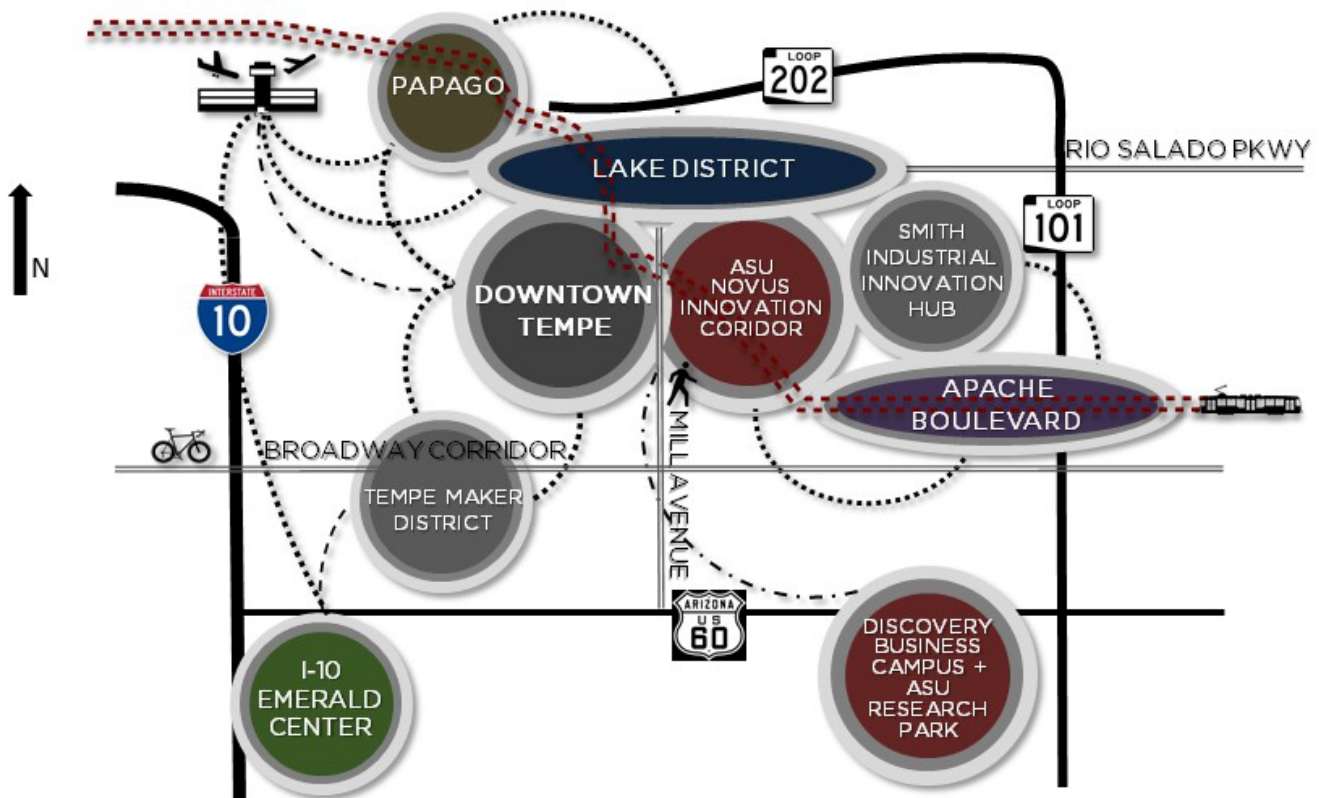 PAPAGO
LOOP
202
LAKE DISTRICT
RIO SALADO PKWY
N
INTERSTATE
10
DOWNTOWN
TEMPE
ASU
NOVUS
INNOVATION
CORIDOR
SMITH
INDUSTRIAL
INNOVATION
HUB
LOOP
101
APACHE
BOULEVARD
BROADWAY CORRIDOR
TEMPE MAKER
DISTRICT
MILL AVENUE
ARIZONA
US
60
I-10
EMERALD
CENTER
DISCOVERY
BUSINESS
CAMPUS +
ASU
RESEARCH
PARK